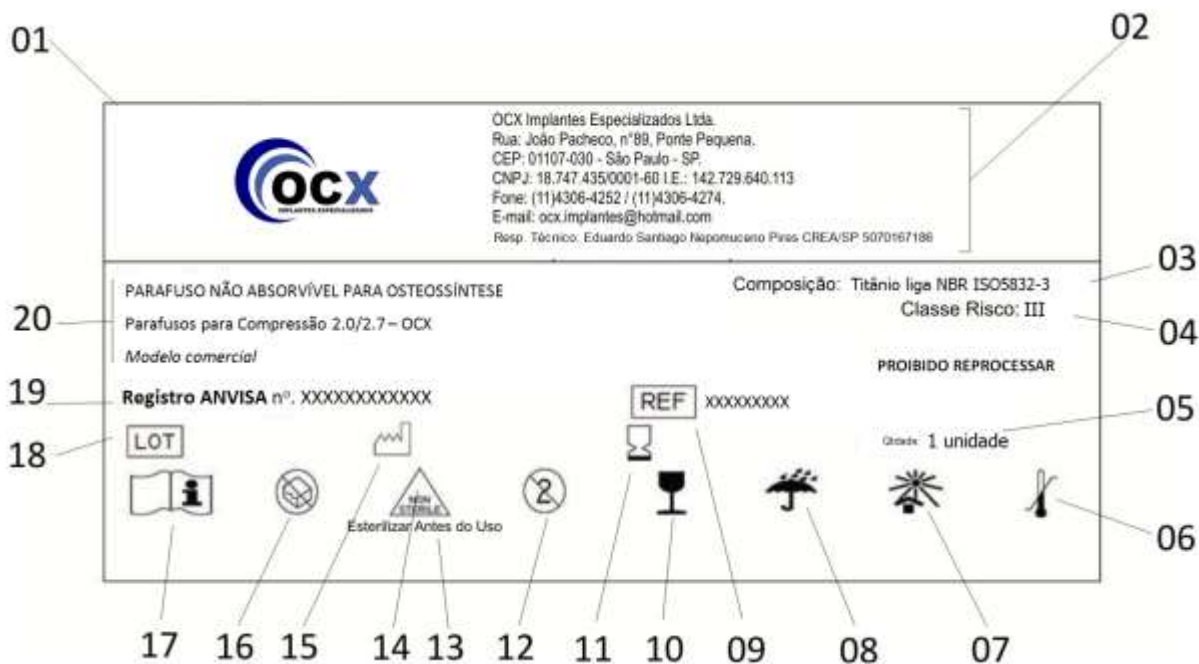 01
02
OCX
IMPLANTES ESPECIALIZADOS
OCX Implantes Especializados Ltda.
Rua: João Pacheco, n°89, Ponte Pequena.
CEP: 01107-030 - São Paulo - SP.
CNPJ: 18.747.435/0001-60 I.E.: 142.729.640.113
Fone: (11)4306-4252 / (11)4306-4274.
E-mail: ocx.implantes@hotmail.com
Resp. Técnico: Eduardo Santiago Nepomuceno Pires CREA/SP 5070167186
03
Composição: Titânio liga NBR ISO5832-3
Classe Risco: III
04
20
PARAFUSO NÃO ABSORVÍVEL PARA OSTEOSSÍNTESE
Parafusos para Compressão 2.0/2.7 – OCX
Modelo comercial
PROIBIDO REPROCESSAR
19
Registro ANVISA nº. XXXXXXXXXXXX
REF XXXXXXXXX
05
18
LOT
Qtdade: 1 unidade
i
NON
STERILE
2
Esterilizar Antes do Uso
06
17 16 15 14 13 12 11 10 09 08 07